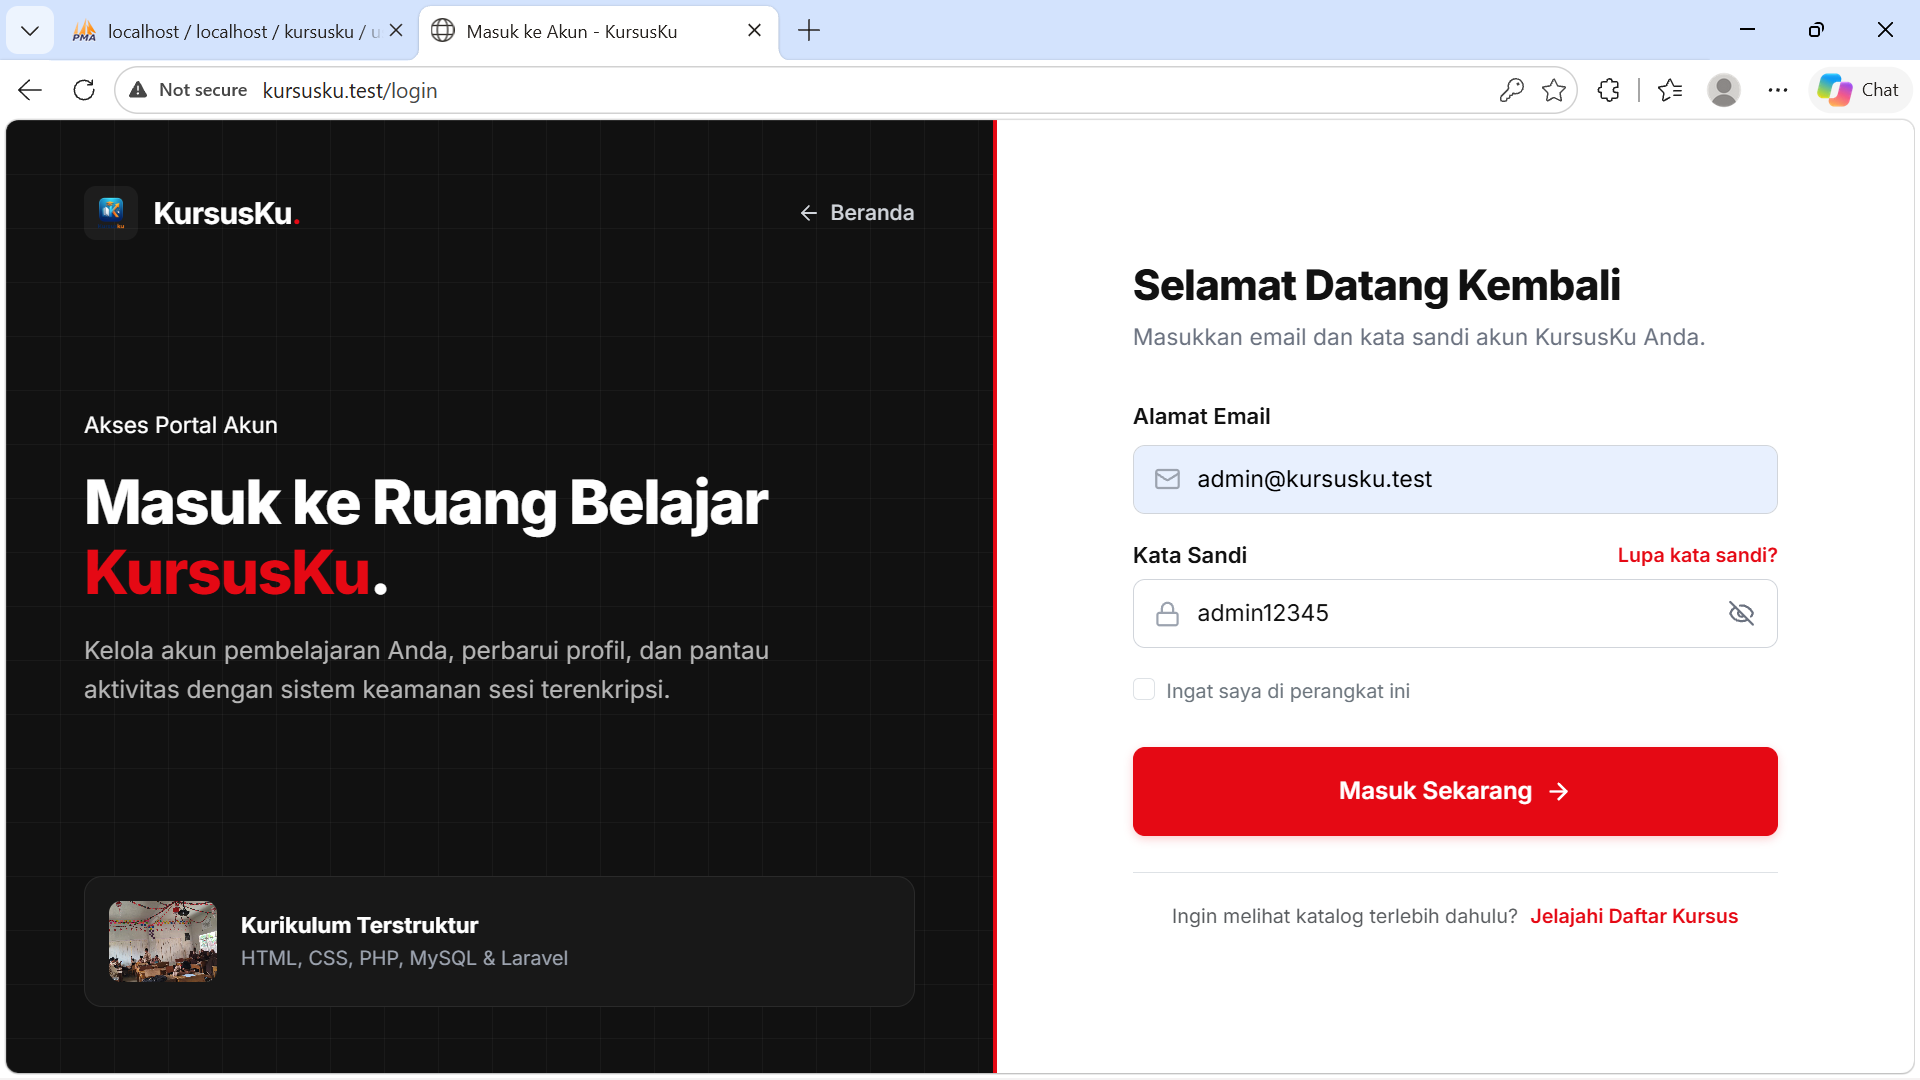 localhost / localhost / kursusku / u
Masuk ke Akun - KursusKu
Not secure
kursusku.test/login
Chat
KursusKu.
Beranda
Akses Portal Akun
Masuk ke Ruang Belajar
KursusKu.
Kelola akun pembelajaran Anda, perbarui profil, dan pantau
aktivitas dengan sistem keamanan sesi terenkripsi.
Kurikulum Terstruktur
HTML, CSS, PHP, MySQL & Laravel
Selamat Datang Kembali
Masukkan email dan kata sandi akun KursusKu Anda.
Alamat Email
admin@kursusku.test
Kata Sandi
Lupa kata sandi?
admin12345
Ingat saya di perangkat ini
Masuk Sekarang
Ingin melihat katalog terlebih dahulu? Jelajahi Daftar Kursus